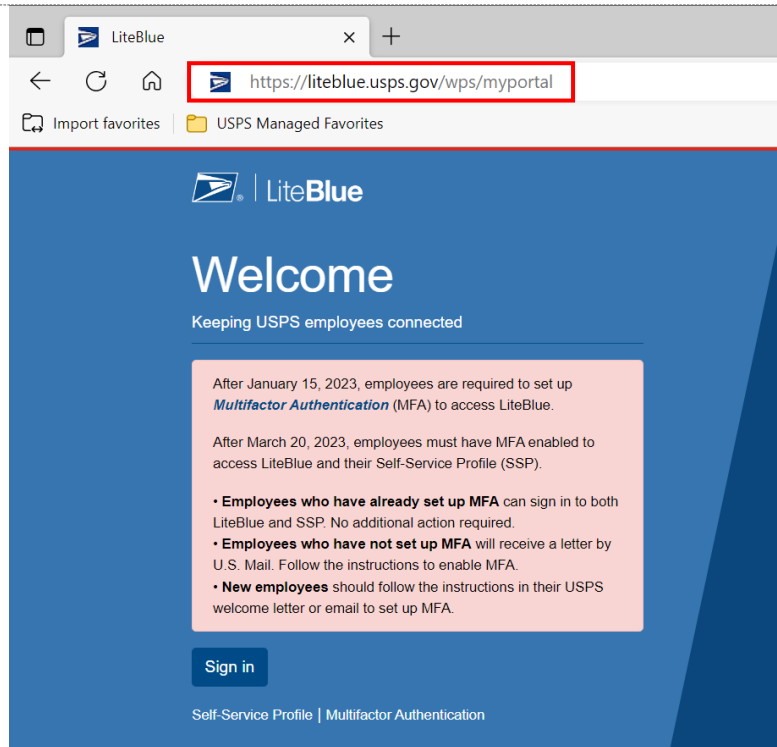 LiteBlue
https://liteblue.usps.gov/wps/myportal
Import favorites
USPS Managed Favorites
LiteBlue
Welcome
Keeping USPS employees connected
After January 15, 2023, employees are required to set up
Multifactor Authentication (MFA) to access LiteBlue.
After March 20, 2023, employees must have MFA enabled to
access LiteBlue and their Self-Service Profile (SSP).
• Employees who have already set up MFA can sign in to both
LiteBlue and SSP. No additional action required.
• Employees who have not set up MFA will receive a letter by
U.S. Mail. Follow the instructions to enable MFA.
• New employees should follow the instructions in their USPS
welcome letter or email to set up MFA.
Sign in
Self-Service Profile | Multifactor Authentication